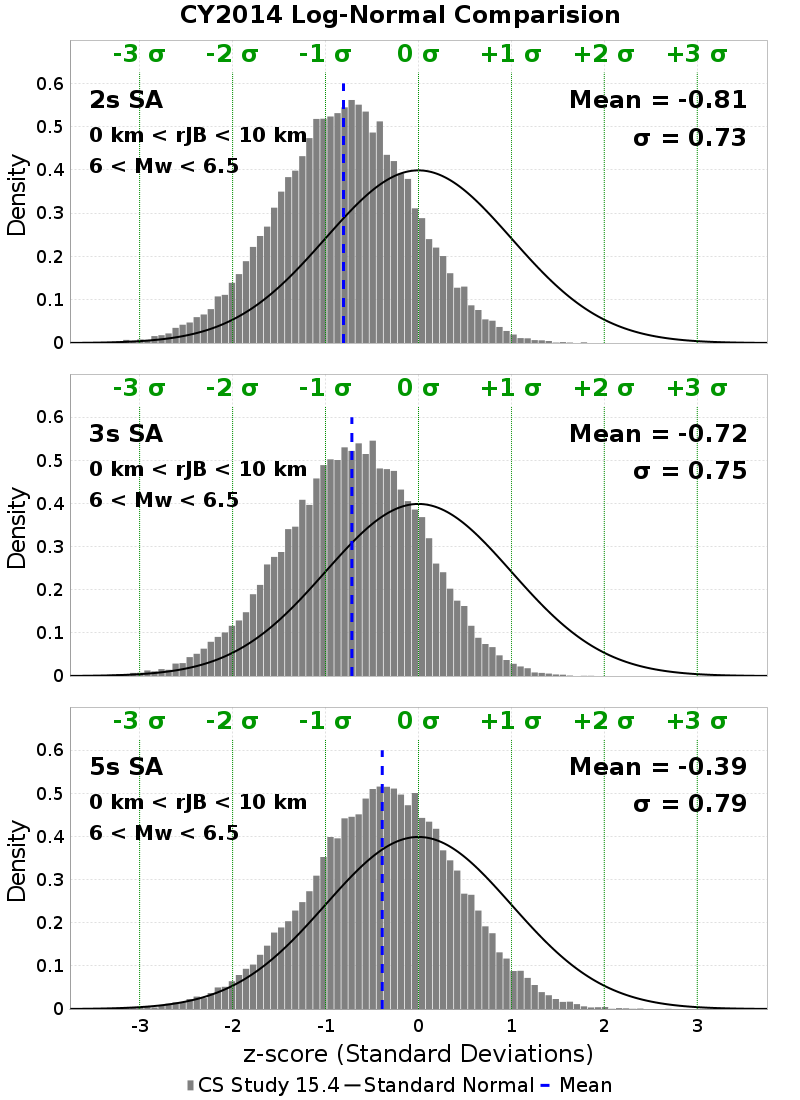 CY2014 Log-Normal Comparision
-3 σ -2 σ -1 σ 0 σ +1 σ +2 σ +3 σ
0.6
2s SA
Mean = -0.81
0.5
0 km < rJB < 10 km
σ = 0.73
6 < Mw < 6.5
0.4
0.3
0.2
0.1
0
Density
-3 σ -2 σ -1 σ 0 σ +1 σ +2 σ +3 σ
0.6
3s SA
Mean = -0.72
0.5
0 km < rJB < 10 km
σ = 0.75
6 < Mw < 6.5
0.4
0.3
0.2
0.1
0
Density
-3 σ -2 σ -1 σ 0 σ +1 σ +2 σ +3 σ
0.6
5s SA
Mean = -0.39
0.5
0 km < rJB < 10 km
σ = 0.79
6 < Mw < 6.5
0.4
0.3
0.2
0.1
0
Density
-3 -2 -1 0 1 2 3
z-score (Standard Deviations)
CS Study 15.4 Standard Normal Mean